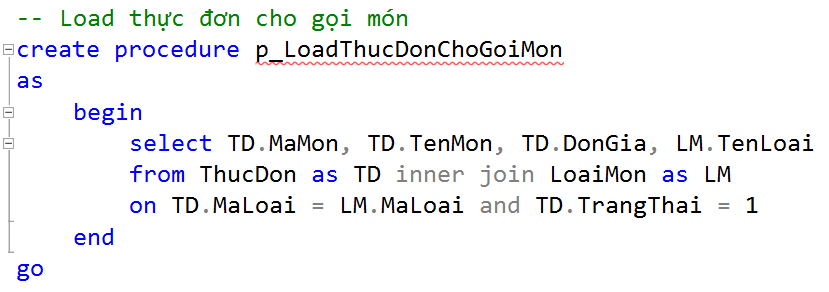 -- Load thực đơn cho gọi món
create procedure p_LoadThucDonChoGoiMon
as
begin
select TD.MaMon, TD.TenMon, TD.DonGia, LM.TenLoai
from ThucDon as TD inner join LoaiMon as LM
on TD.MaLoai = LM.MaLoai and TD.TrangThai = 1
end
go